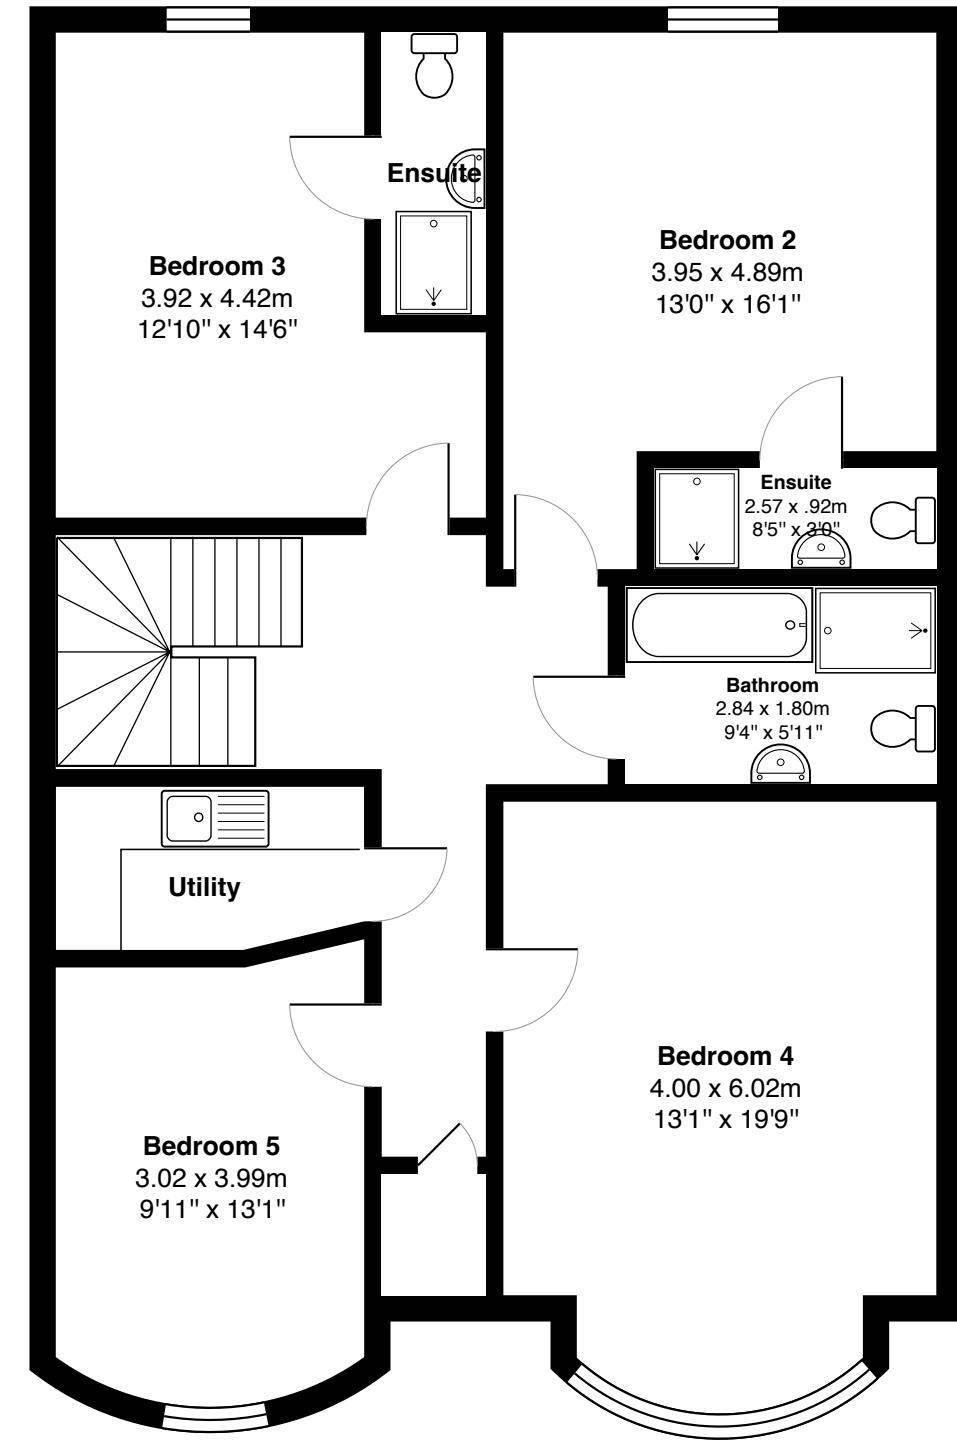 Ensuite
Bedroom 2
3.95 x 4.89m
13'0" x 16'1"
Bedroom 3
3.92 x 4.42m
12'10" x 14'6"
Ensuite
2.57 x .92m
8'5" x 3'0"
Bathroom
2.84 x 1.80m
9'4" x 5'11"
Utility
Bedroom 4
4.00 x 6.02m
13'1" x 19'9"
Bedroom 5
3.02 x 3.99m
9'11" x 13'1"